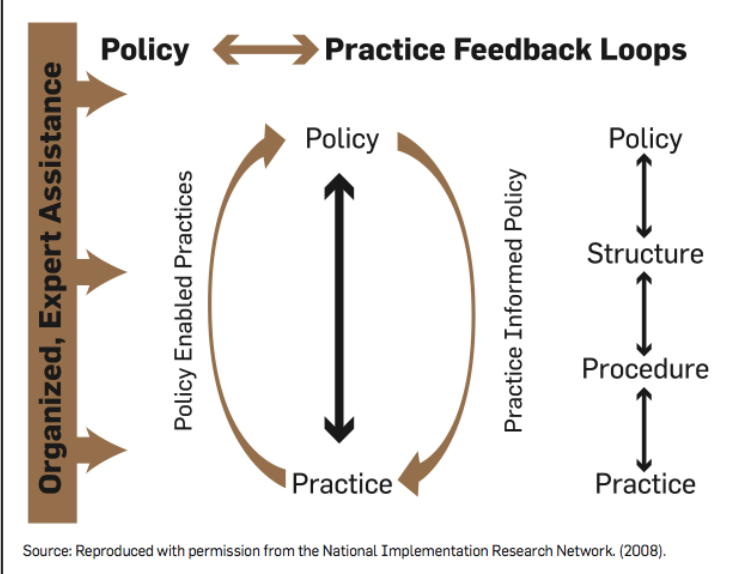 Policy Practice Feedback Loops
Organized, Expert Assistance
Policy Enabled Practices
Policy
Practice
Practice Informed Policy
Policy
Structure
Procedure
Practice
Source: Reproduced with permission from the National Implementation Research Network. (2008).